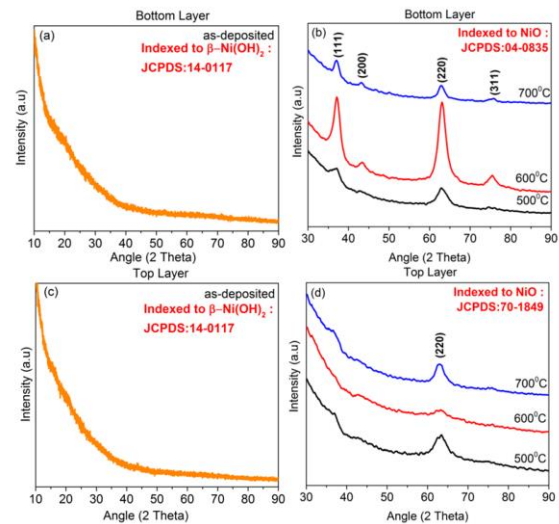 Bottom Layer
(a)
as-deposited
Indexed to β−Ni(OH)2 :
JCPDS:14-0117
Intensity (a.u)
10 20 30 40 50 60 70 80 90
Angle (2 Theta)
Bottom Layer
(b)
Indexed to NiO :
JCPDS:04-0835
(111)
(200)
(220)
(311)
700°C
600°C
500°C
Intensity (a.u)
30 40 50 60 70 80 90
Angle (2 Theta)
Top Layer
(c)
as-deposited
Indexed to β−Ni(OH)2 :
JCPDS:14-0117
Intensity (a.u)
10 20 30 40 50 60 70 80 90
Angle (2 Theta)
Top Layer
(d)
Indexed to NiO :
JCPDS:70-1849
(220)
700°C
600°C
500°C
Intensity (a.u)
30 40 50 60 70 80 90
Angle (2 Theta)